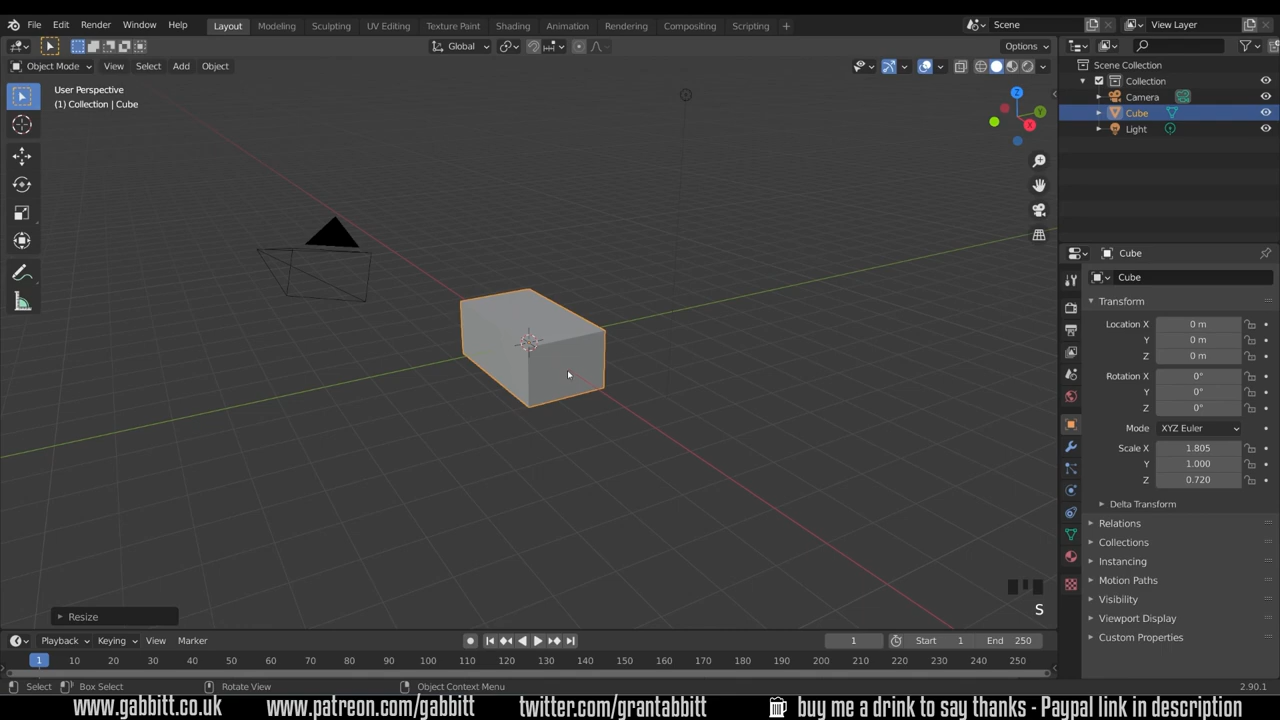 File Edit Render Window Help Layout Modeling Sculpting UV Editing Texture Paint Shading Animation Rendering Compositing Scripting + Scene View Layer
Global Options
Object Mode View Select Add Object
User Perspective
(1) Collection | Cube
Z
Y
X
Scene Collection
Collection
Camera
Cube
Light
Cube
Cube
Transform
Location X 0 m
Y 0 m
Z 0 m
Rotation X 0°
Y 0°
Z 0°
Mode XYZ Euler
Scale X 1.805
Y 1.000
Z 0.720
Delta Transform
Relations
Collections
Instancing
Motion Paths
Visibility
Viewport Display
Custom Properties
S
Resize
Playback Keying View Marker 1 Start 1 End 250
1 10 20 30 40 50 60 70 80 90 100 110 120 130 140 150 160 170 180 190 200 210 220 230 240 250
Select Box Select Rotate View Object Context Menu 2.90.1
www.gabbitt.co.uk www.patreon.com/gabbitt twitter.com/grantabbitt buy me a drink to say thanks - Paypal link in description